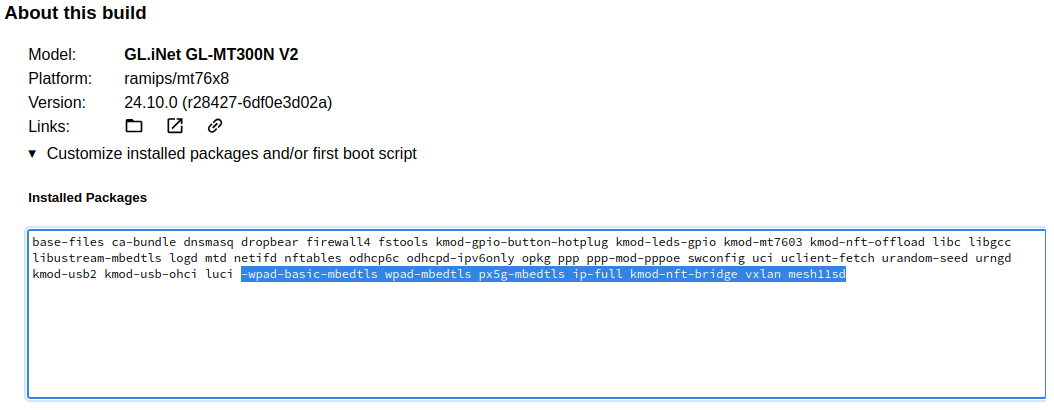 About this build
Model: GL.iNet GL-MT300N V2
Platform: ramips/mt76x8
Version: 24.10.0 (r28427-6df0e3d02a)
Links:
▼ Customize installed packages and/or first boot script
Installed Packages
base-files ca-bundle dnsmasq dropbear firewall4 fstools kmod-gpio-button-hotplug kmod-leds-gpio kmod-mt7603 kmod-nft-offload libc libgcc
libustream-mbedtls logd mtd netifd nftables odhcp6c odhcpd-ipv6only opkg ppp ppp-mod-pppoe swconfig uci uclient-fetch urandom-seed urngd
kmod-usb2 kmod-usb-ohci luci -wpad-basic-mbedtls wpad-mbedtls px5g-mbedtls ip-full kmod-nft-bridge vxlan mesh11sd